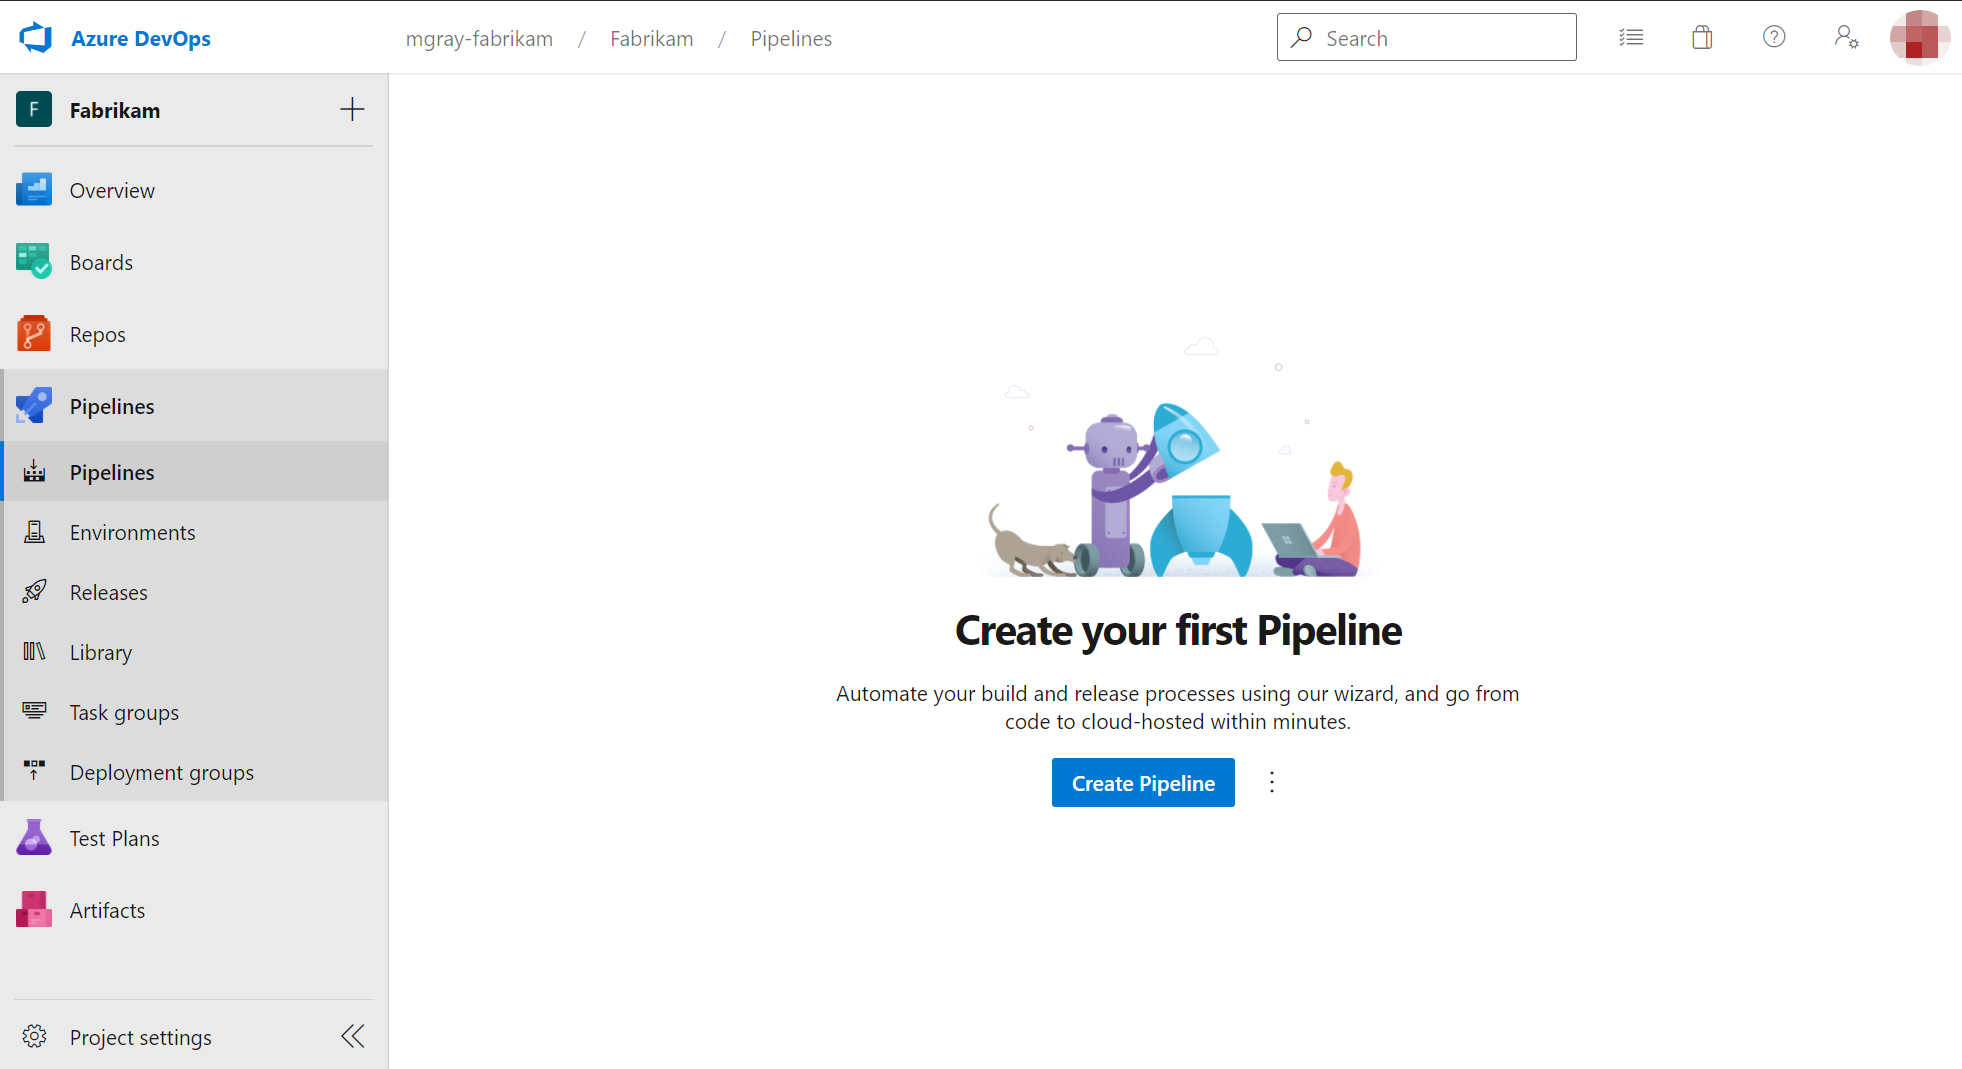 Azure DevOps
mgray-fabrikam / Fabrikam / Pipelines
Search
F
Fabrikam
Overview
Boards
Repos
Pipelines
Pipelines
Environments
Releases
Library
Task groups
Deployment groups
Test Plans
Artifacts
Project settings
Create your first Pipeline
Automate your build and release processes using our wizard, and go from
code to cloud-hosted within minutes.
Create Pipeline